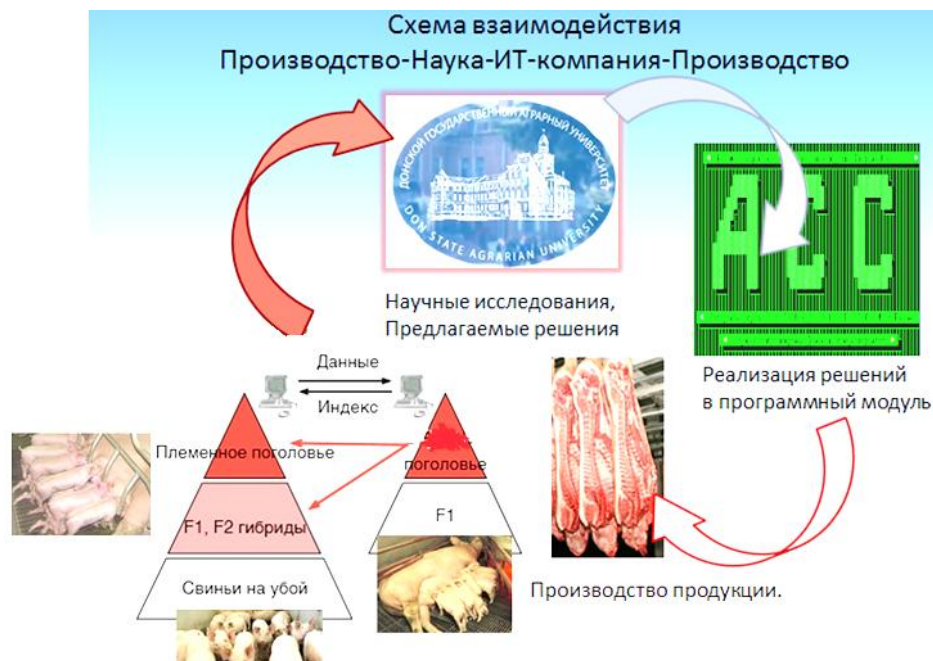 Схема взаимодействия
Производство-Наука-ИТ-компания-Производство
ДОНСКОЙ ГОСУДАРСТВЕННЫЙ АГРАРНЫЙ УНИВЕРСИТЕТ
DON STATE AGRARIAN UNIVERSITY
АСС
Научные исследования,
Предлагаемые решения
Реализация решений
в программный модуль
Данные
Индекс
Племенное поголовье
поголовье
F1, F2 гибриды
F1
Свиньи на убой
Производство продукции.